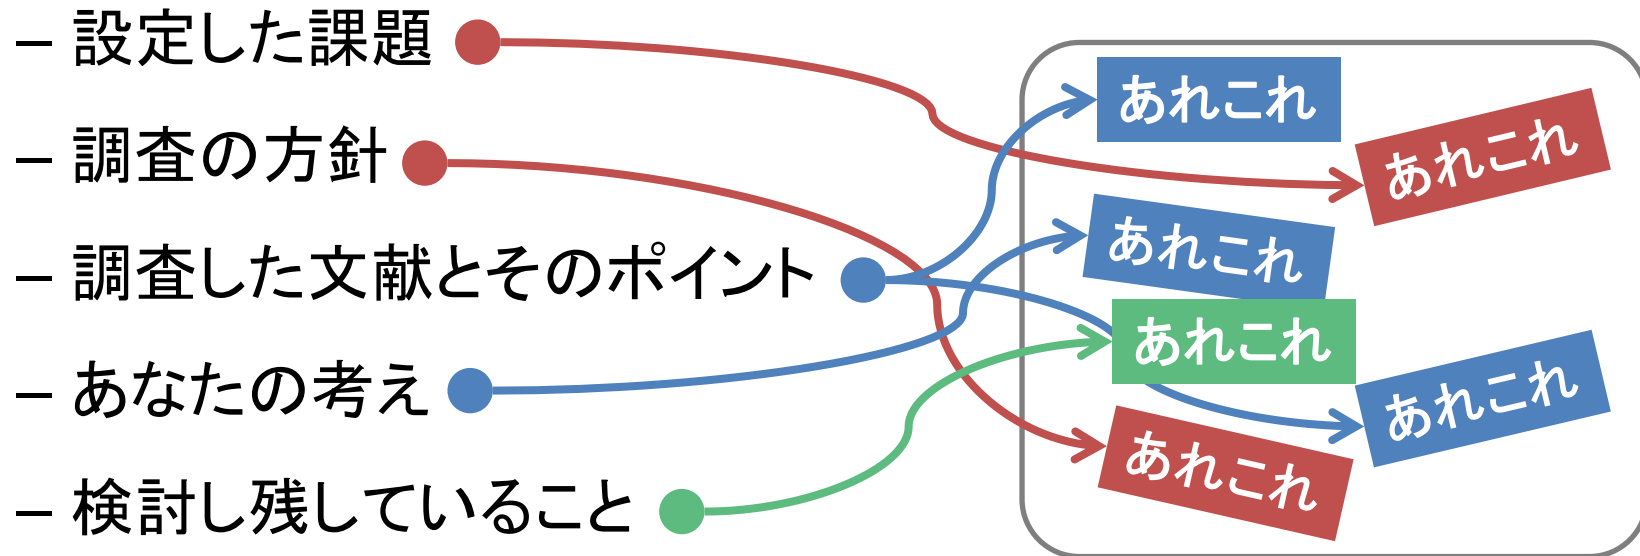 – 設定した課題
– 調査の方針
– 調査した文献とそのポイント
– あなたの考え
– 検討し残していること
あれこれ
あれこれ
あれこれ
あれこれ
あれこれ
あれこれ